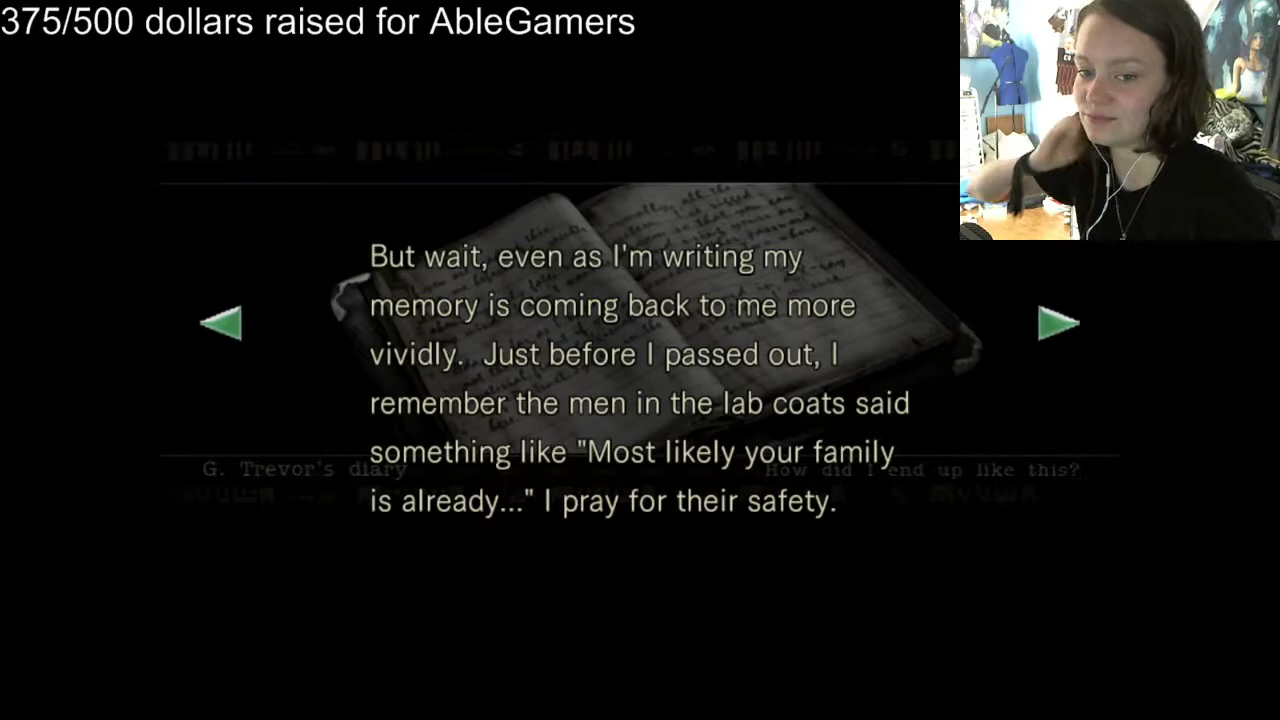 375/500 dollars raised for AbleGamers
But wait, even as I'm writing my
memory is coming back to me more
vividly.  Just before I passed out, I
remember the men in the lab coats said
something like "Most likely your family
G. Trevor's diary
How did I end up like this?
is already..." I pray for their safety.